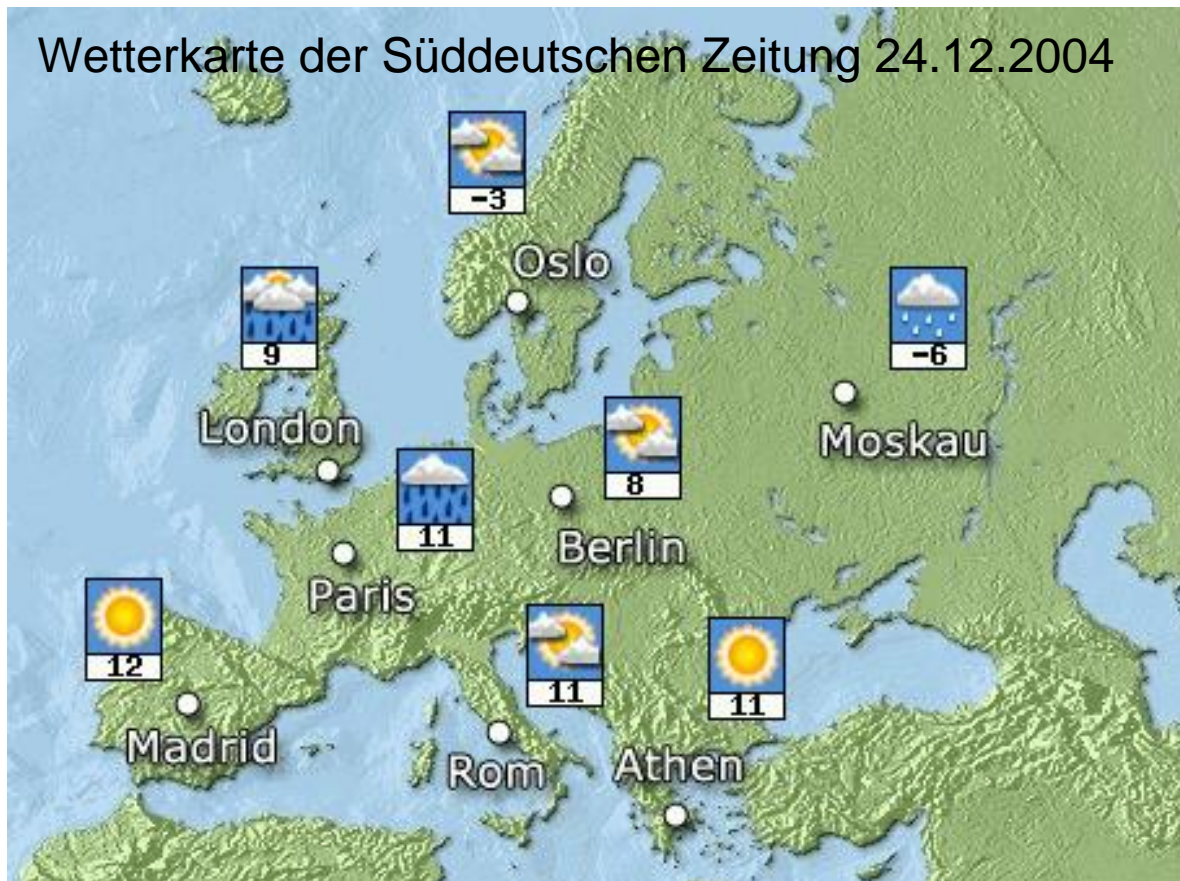 Wetterkarte der Süddeutschen Zeitung 24.12.2004
-3
Oslo
9
-6
London
Moskau
8
11
Berlin
Paris
12
11
11
Madrid
Rom
Athen